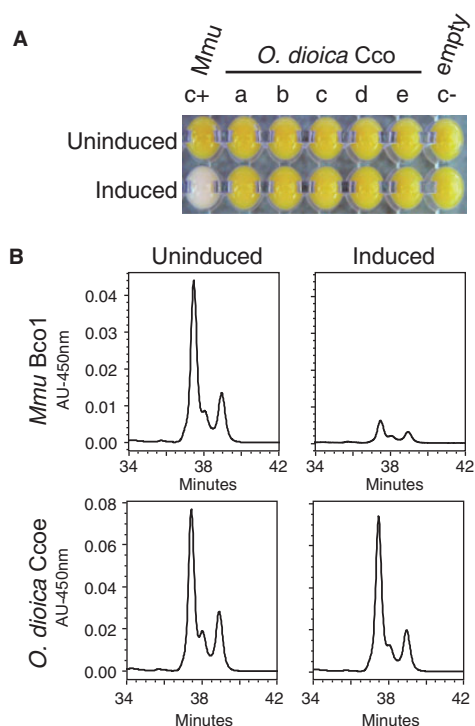 A
Mmu
O. dioica Cco
empty
c+ a b c d e c-
Uninduced
Induced
B
Uninduced Induced
Mmu Bco1
AU-450nm
0.04
0.03
0.02
0.01
0.00
34 38 42 34 38 42
Minutes Minutes
O. dioica Ccoe
AU-450nm
0.08
0.06
0.04
0.02
0.00
34 38 42 34 38 42
Minutes Minutes